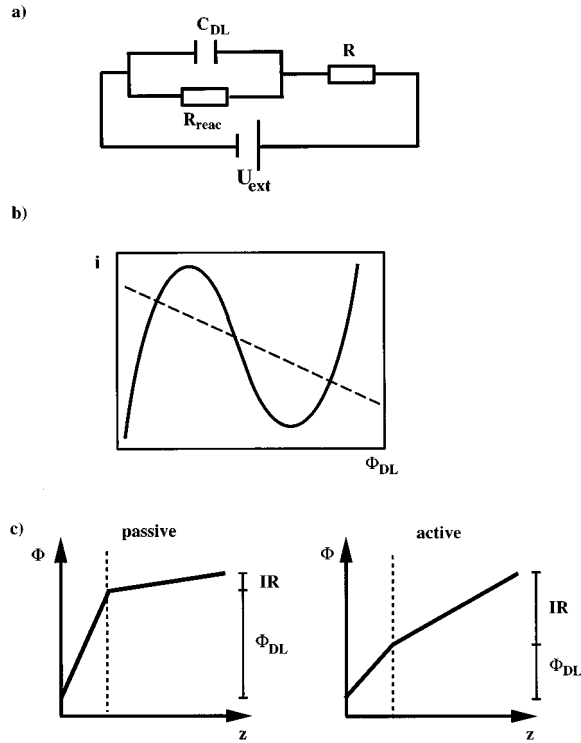 a)
C_DL
R
R_reac
U_ext
b)
i
Φ_DL
c)
passive
active
Φ
IR
Φ_DL
z
Φ
IR
Φ_DL
z